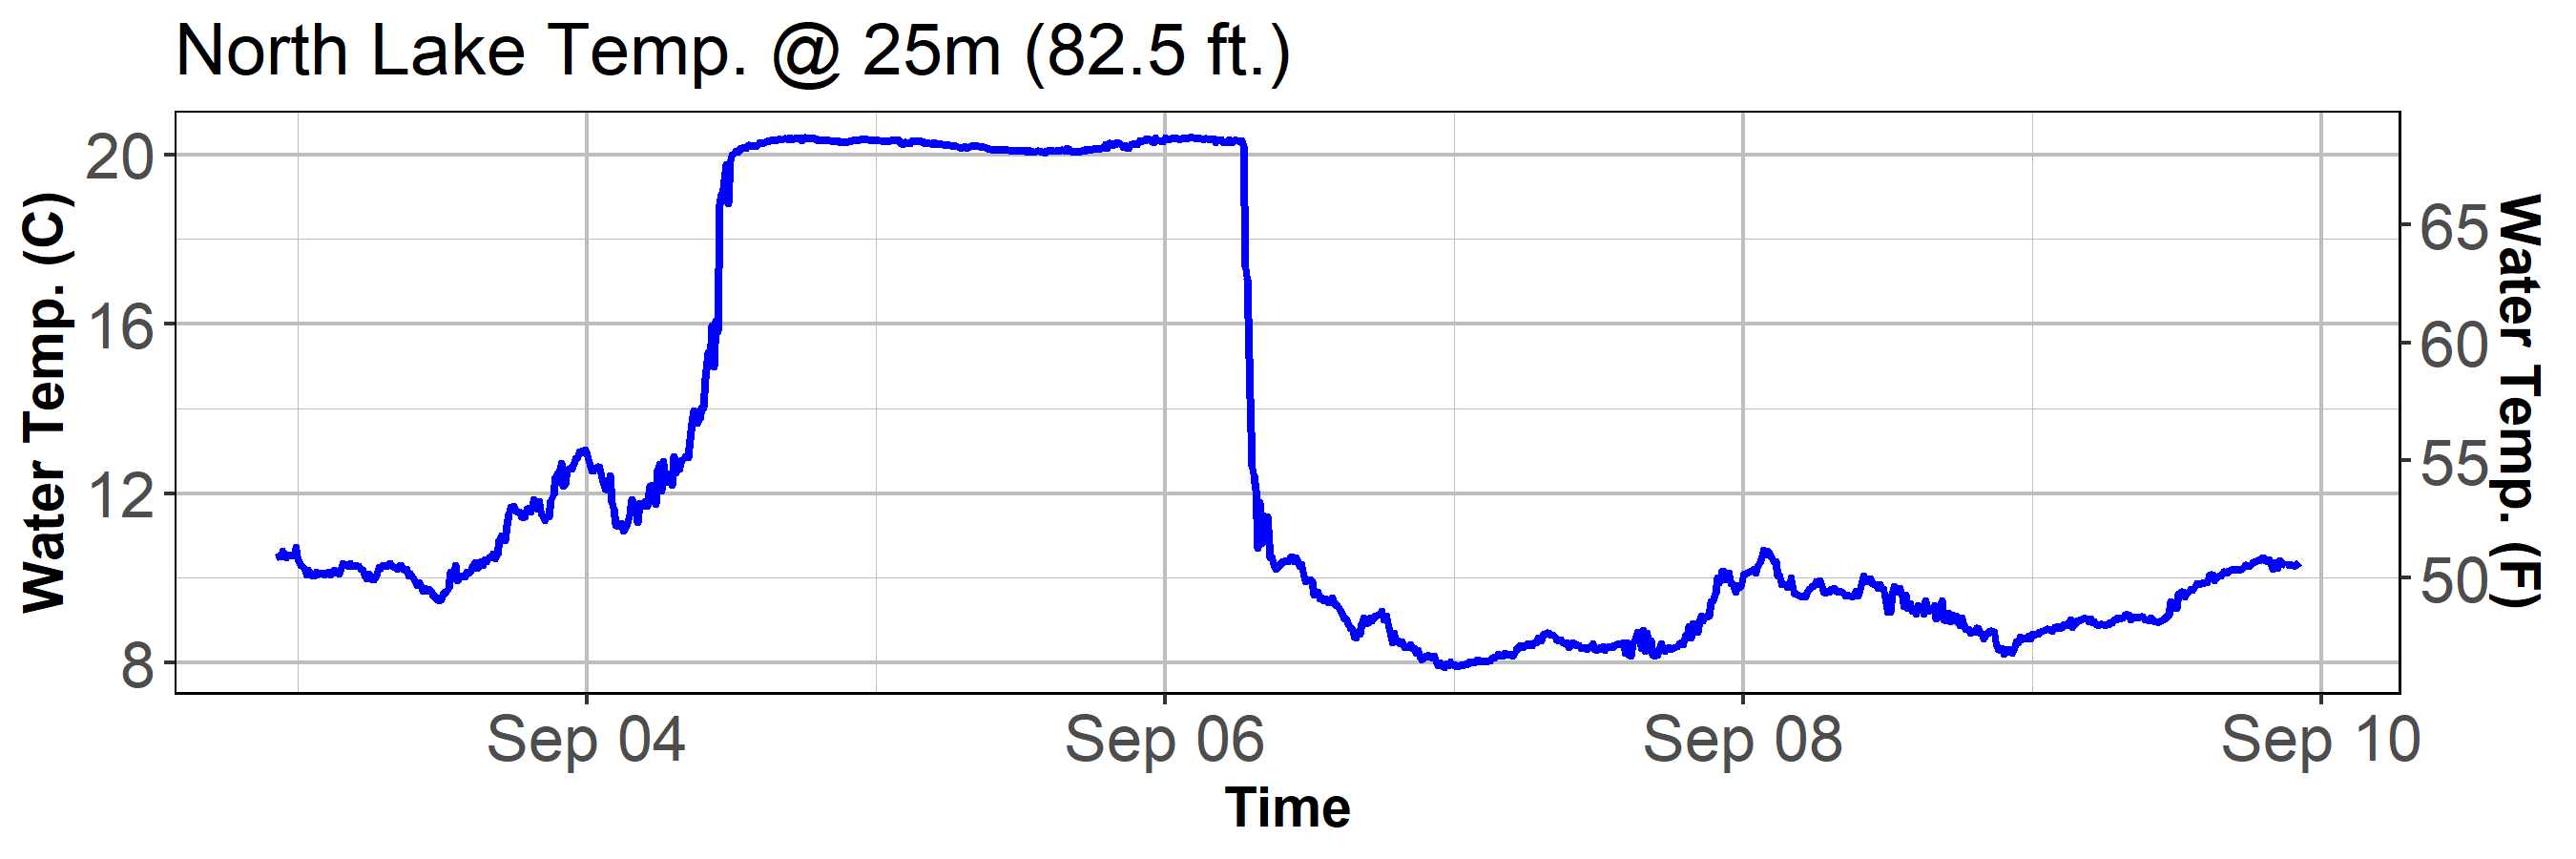 North Lake Temp. @ 25m (82.5 ft.)
Water Temp. (C)
20
16
12
8
65
60
55
50
Water Temp. (F)
Sep 04 Sep 06 Sep 08 Sep 10
Time